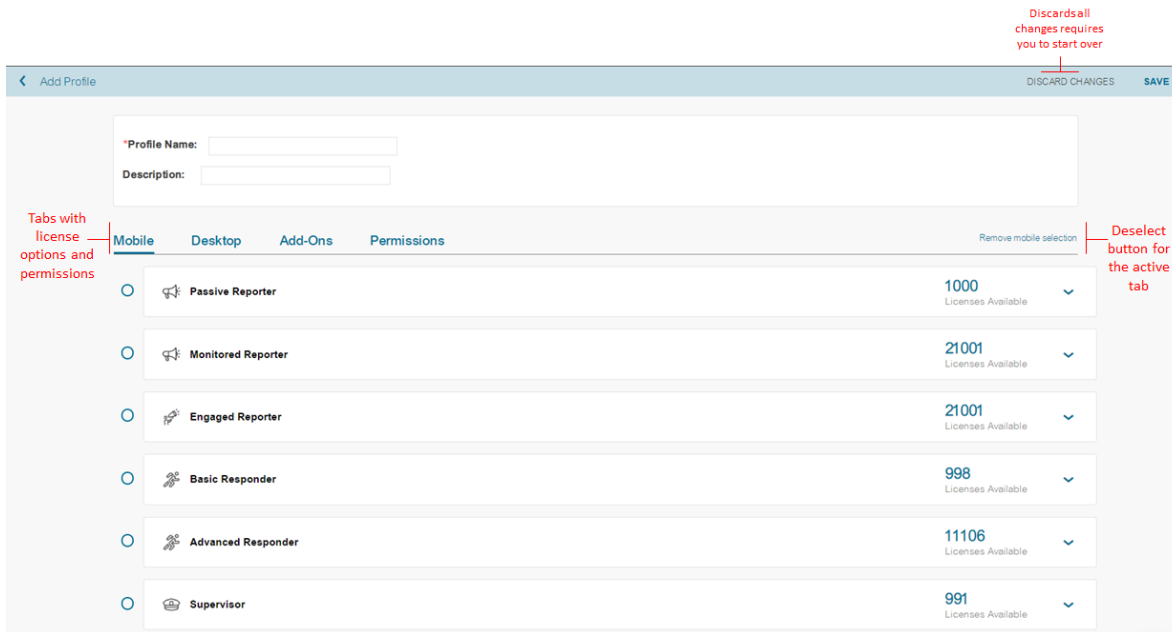 Discards all
changes requires
you to start over
Add Profile
DISCARD CHANGES
SAVE
*Profile Name:
Description:
Tabs with
license
options and
permissions
Mobile
Desktop
Add-Ons
Permissions
Remove mobile selection
Deselect
button for
the active
tab
Passive Reporter
1000
Licenses Available
Monitored Reporter
21001
Licenses Available
Engaged Reporter
21001
Licenses Available
Basic Responder
998
Licenses Available
Advanced Responder
11106
Licenses Available
Supervisor
991
Licenses Available